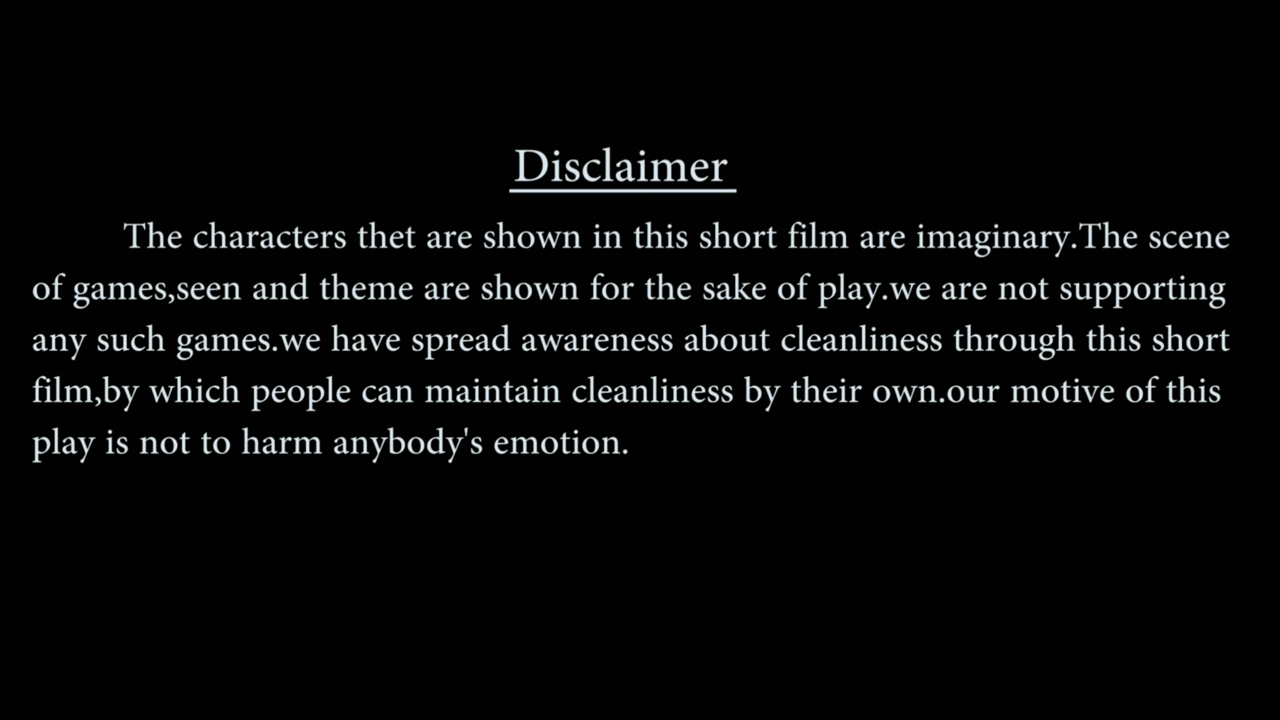 Disclaimer
The characters thet are shown in this short film are imaginary.The scene
of games,seen and theme are shown for the sake of play.we are not supporting
any such games.we have spread awareness about cleanliness through this short
film,by which people can maintain cleanliness by their own.our motive of this
play is not to harm anybody's emotion.